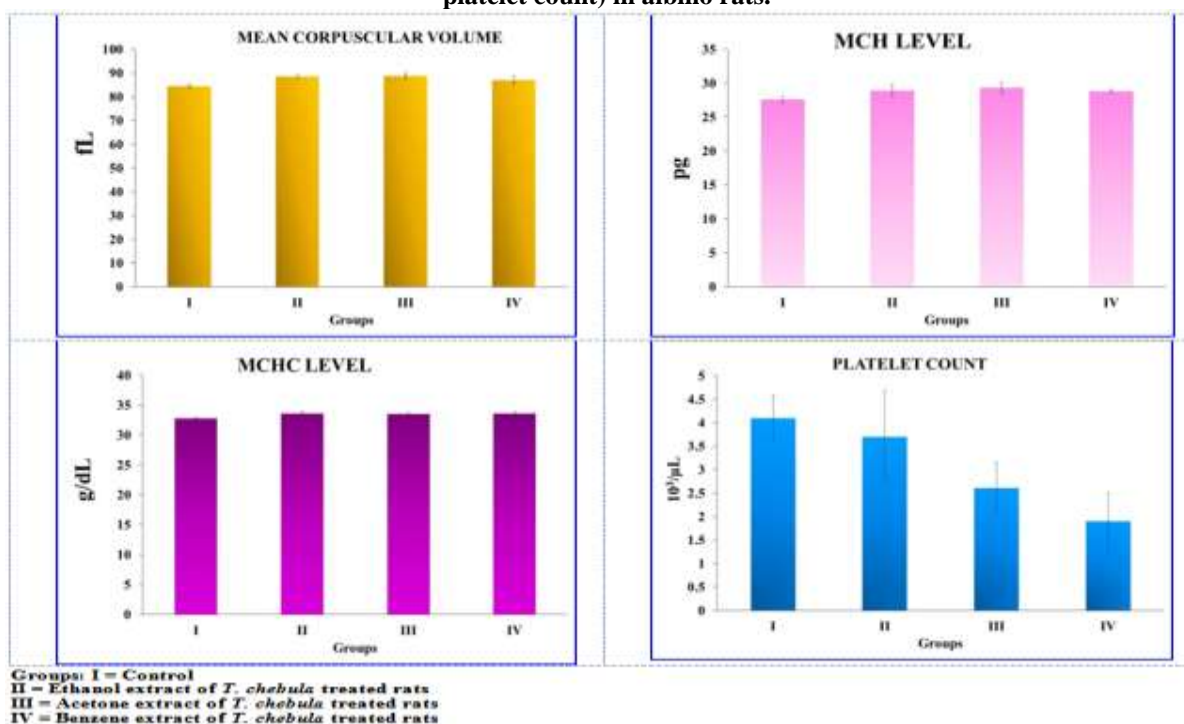 platelet count) in albino rats.
MEAN CORPUSCULAR VOLUME
100
90
80
70
60
50
40
30
20
10
0
fL
I II III IV
Groups
MCH LEVEL
35
30
25
20
15
10
5
0
pg
I II III IV
Groups
MCHC LEVEL
40
35
30
25
20
15
10
5
0
g/dL
I II III IV
Groups
PLATELET COUNT
5
4.5
4
3.5
3
2.5
2
1.5
1
0.5
0
10³/µL
I II III IV
Groups
Groups: I = Control
II = Ethanol extract of T. chebula treated rats
III = Acetone extract of T. chebula treated rats
IV = Benzene extract of T. chebula treated rats